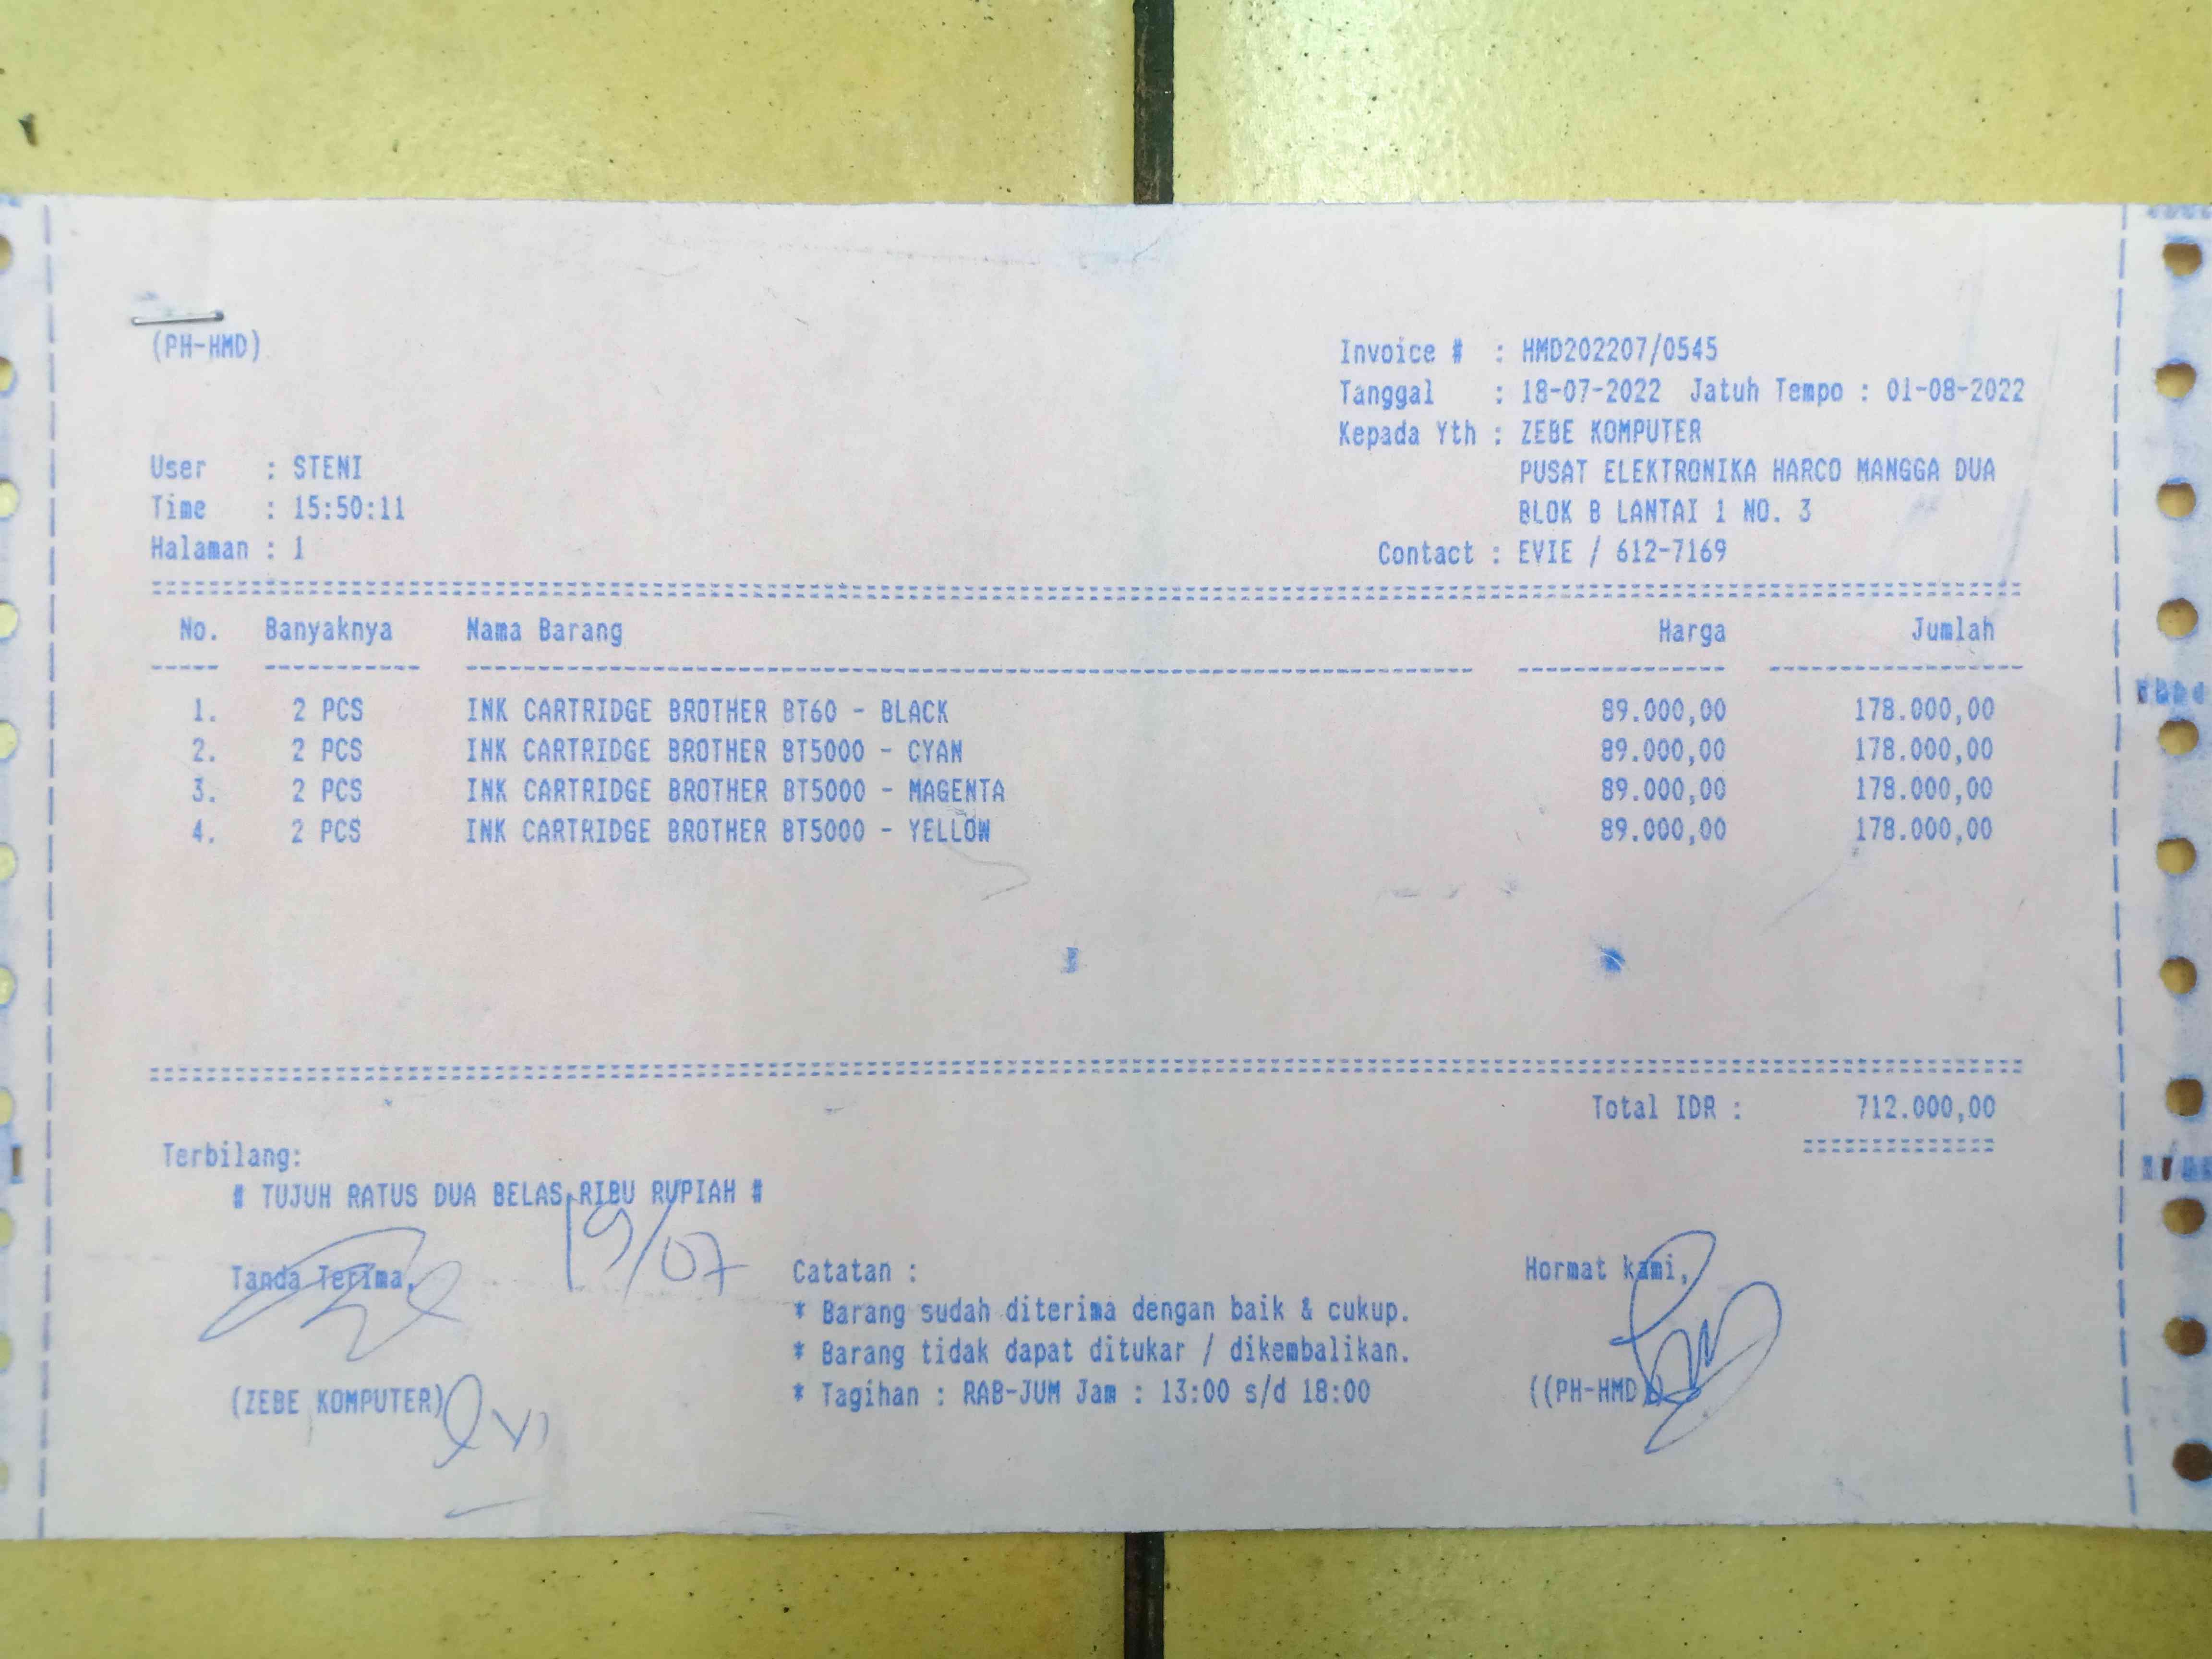 (PH-HMD)
Invoice # : HMD202207/0545
Tanggal : 18-07-2022 Jatuh Tempo : 01-08-2022
Kepada Yth : ZEBE KOMPUTER
PUSAT ELEKTRONIKA HARCO MANGGA DUA
BLOK B LANTAI 1 NO. 3
Contact : EVIE / 612-7169
User : STENI
Time : 15:50:11
Halaman : 1
No. Banyaknya Nama Barang Harga Jumlah
1. 2 PCS INK CARTRIDGE BROTHER BT60 - BLACK 89.000,00 178.000,00
2. 2 PCS INK CARTRIDGE BROTHER BT5000 - CYAN 89.000,00 178.000,00
3. 2 PCS INK CARTRIDGE BROTHER BT5000 - MAGENTA 89.000,00 178.000,00
4. 2 PCS INK CARTRIDGE BROTHER BT5000 - YELLOW 89.000,00 178.000,00
Total IDR : 712.000,00
Terbilang:
# TUJUH RATUS DUA BELAS RIBU RUPIAH #
19/07
Tanda Terima,
(ZEBE KOMPUTER)
Catatan :
* Barang sudah diterima dengan baik & cukup.
* Barang tidak dapat ditukar / dikembalikan.
* Tagihan : RAB-JUM Jam : 13:00 s/d 18:00
Hormat kami,
((PH-HMD))